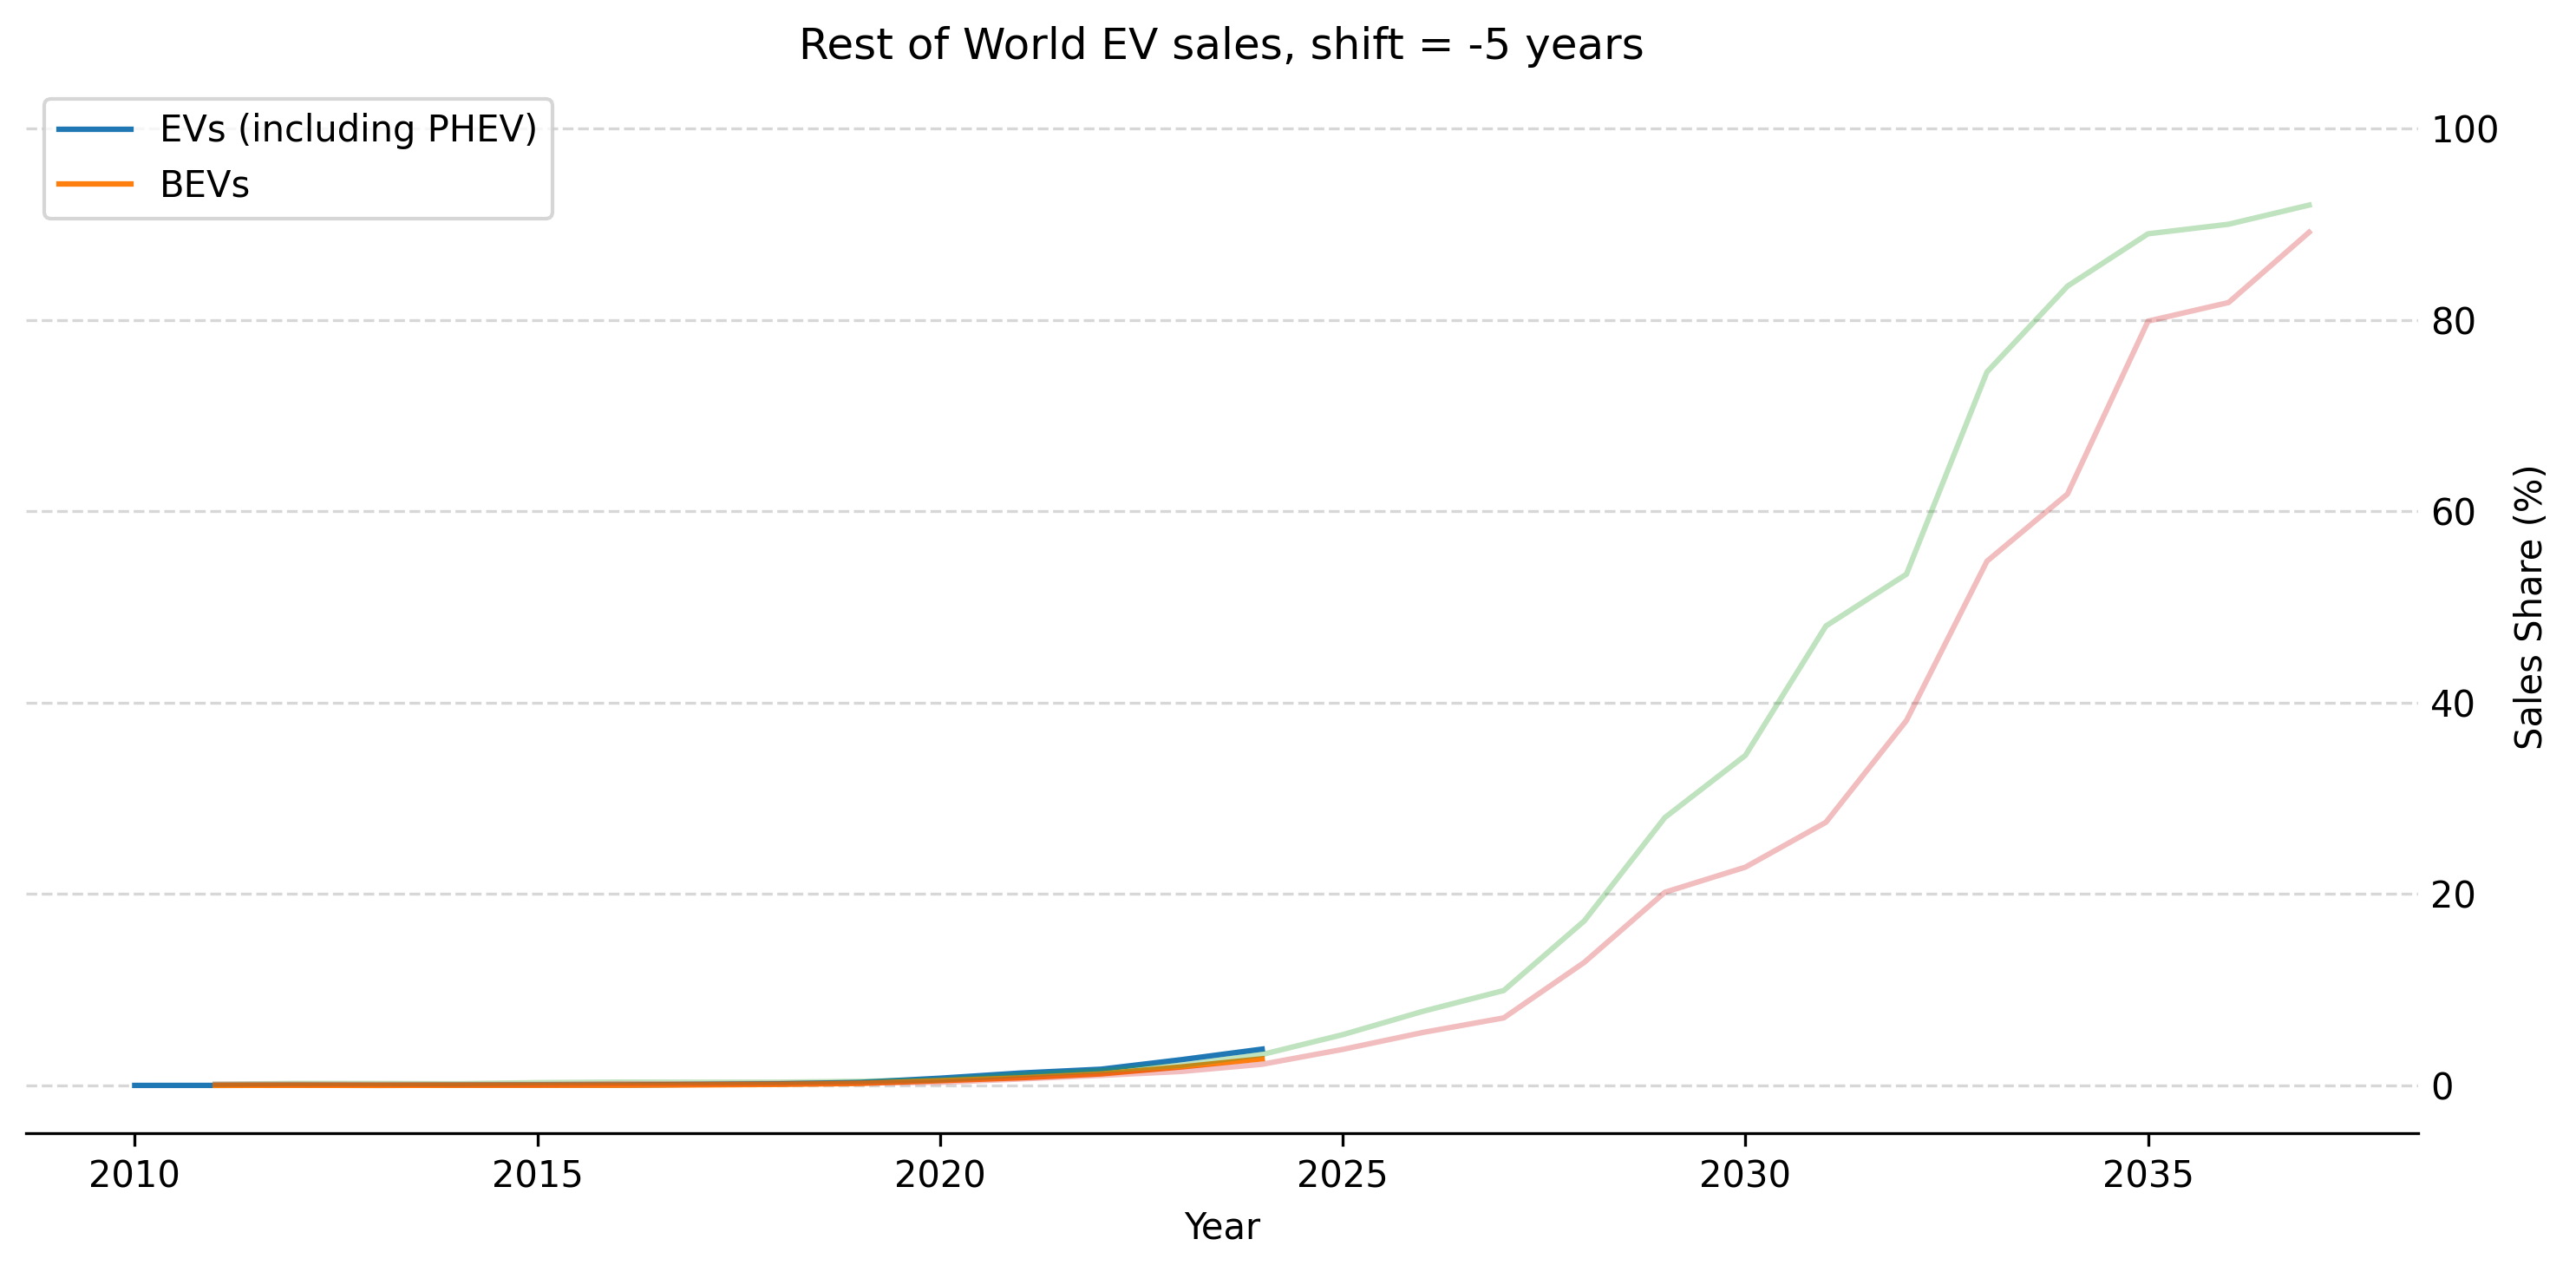 Rest of World EV sales, shift = -5 years
EVs (including PHEV)
BEVs
100
80
60
40
20
0
Sales Share (%)
2010 2015 2020 2025 2030 2035
Year